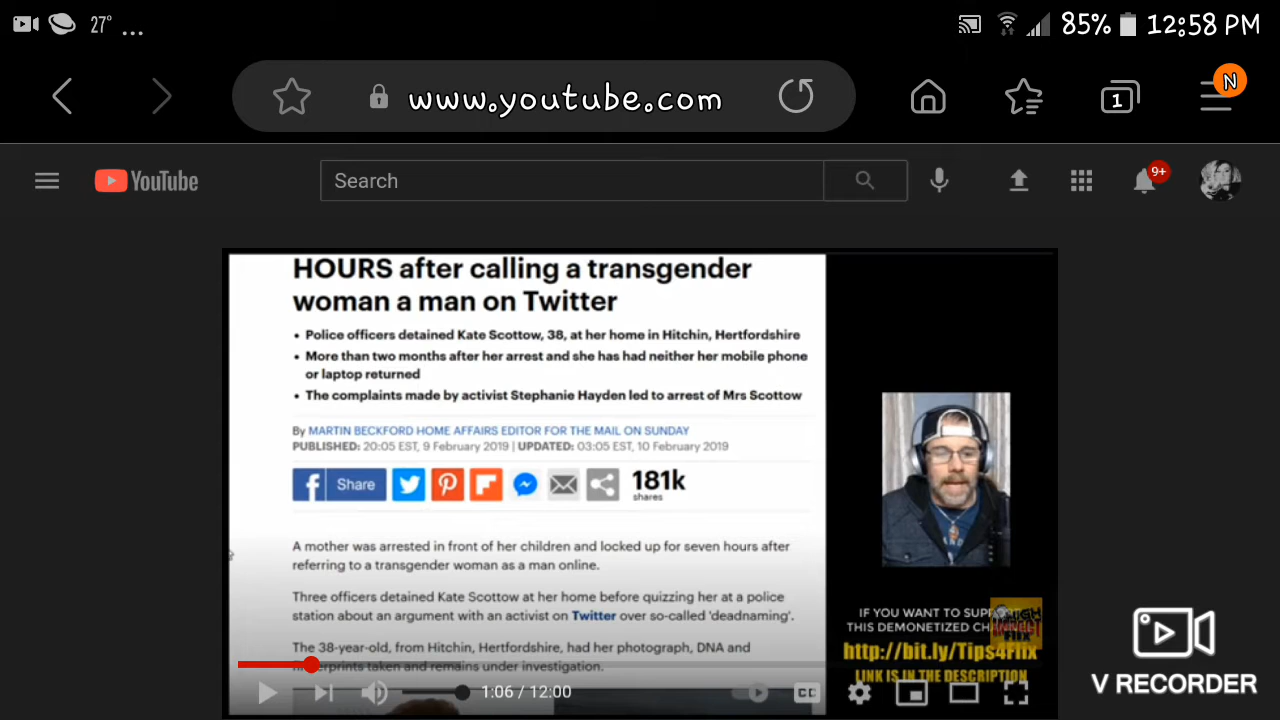 27° ...
85% 12:58 PM
www.youtube.com
1
N
YouTube
Search
9+
HOURS after calling a transgender
woman a man on Twitter
• Police officers detained Kate Scottow, 38, at her home in Hitchin, Hertfordshire
• More than two months after her arrest and she has had neither her mobile phone
or laptop returned
• The complaints made by activist Stephanie Hayden led to arrest of Mrs Scottow
By MARTIN BECKFORD HOME AFFAIRS EDITOR FOR THE MAIL ON SUNDAY
PUBLISHED: 20:05 EST, 9 February 2019 | UPDATED: 03:05 EST, 10 February 2019
Share
181k
shares
A mother was arrested in front of her children and locked up for seven hours after
referring to a transgender woman as a man online.
Three officers detained Kate Scottow at her home before quizzing her at a police
station about an argument with an activist on Twitter over so-called 'deadnaming'.
The 38-year-old, from Hitchin, Hertfordshire, had her photograph, DNA and
fingerprints taken and remains under investigation.
IF YOU WANT TO SUPPORT
THIS DEMONETIZED CHANNEL
http://bit.ly/Tips4Flix
LINK IS IN THE DESCRIPTION
1:06 / 12:00
CC
V RECORDER